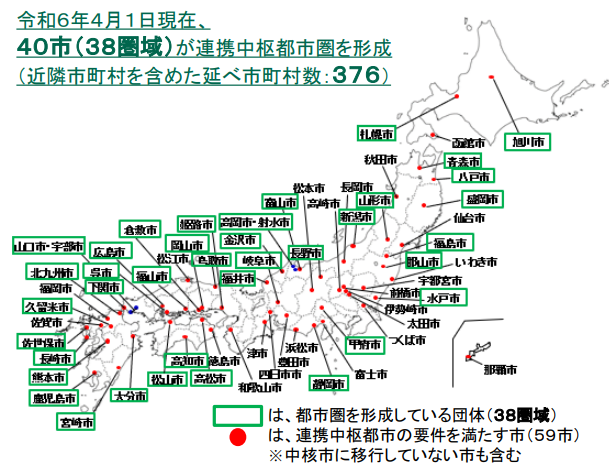 令和6年4月1日現在、
40市（38圏域）が連携中枢都市圏を形成
（近隣市町村を含めた延べ市町村数：376）
札幌市
旭川市
函館市
秋田市
青森市
八戸市
松本市
長岡市
富山市
高崎市
山形市
盛岡市
姫路市
高岡市・射水市
新潟市
仙台市
倉敷市
金沢市
山口市・宇部市
広島市
岡山市
長野市
福島市
松江市
鳥取市
岐阜市
郡山市
いわき市
北九州市
呉市
福山市
福井市
宇都宮市
福岡市
下関市
前橋市
水戸市
久留米市
伊勢崎市
佐賀市
太田市
佐世保市
つくば市
甲府市
長崎市
高知市
徳島市
津市
浜松市
那覇市
熊本市
松山市
高松市
四日市市
豊田市
富士市
鹿児島市
大分市
和歌山市
静岡市
宮崎市
は、都市圏を形成している団体（38圏域）
は、連携中枢都市の要件を満たす市（59市）
※中核市に移行していない市も含む